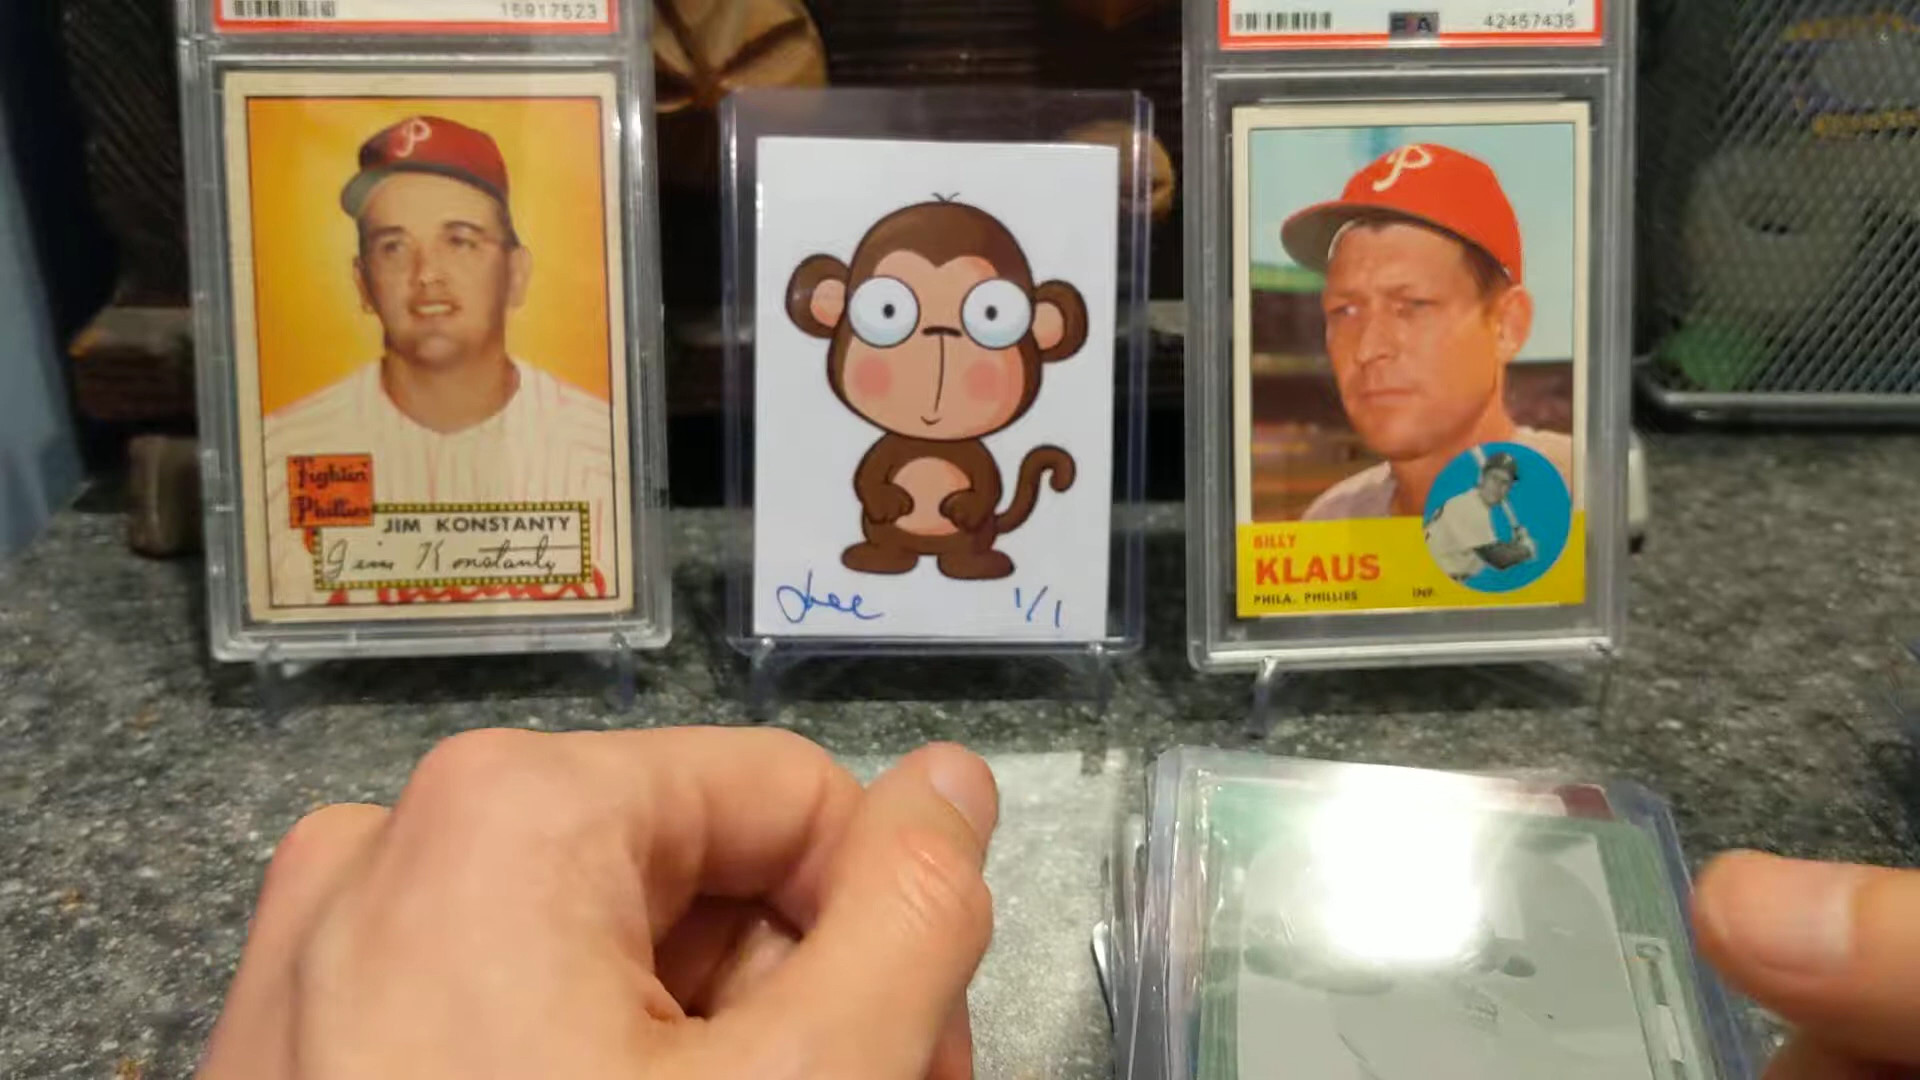 15917523
42457435
P
P
Fightin'
Phillies
JIM KONSTANTY
Jim Konstanty
1/1
BILLY
KLAUS
PHILA. PHILLIES INF.